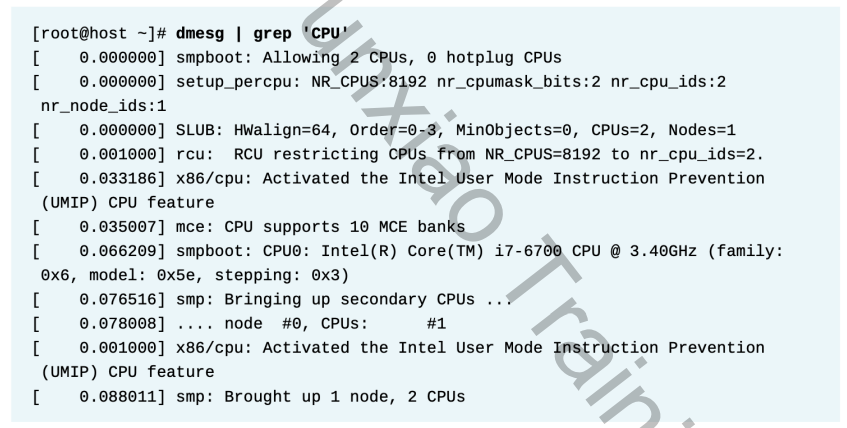 [root@host ~]# dmesg | grep 'CPU'
[    0.000000] smpboot: Allowing 2 CPUs, 0 hotplug CPUs
[    0.000000] setup_percpu: NR_CPUS:8192 nr_cpumask_bits:2 nr_cpu_ids:2
nr_node_ids:1
[    0.000000] SLUB: HWalign=64, Order=0-3, MinObjects=0, CPUs=2, Nodes=1
[    0.001000] rcu:  RCU restricting CPUs from NR_CPUS=8192 to nr_cpu_ids=2.
[    0.033186] x86/cpu: Activated the Intel User Mode Instruction Prevention
(UMIP) CPU feature
[    0.035007] mce: CPU supports 10 MCE banks
[    0.066209] smpboot: CPU0: Intel(R) Core(TM) i7-6700 CPU @ 3.40GHz (family:
0x6, model: 0x5e, stepping: 0x3)
[    0.076516] smp: Bringing up secondary CPUs ...
[    0.078008] .... node  #0, CPUs:      #1
[    0.001000] x86/cpu: Activated the Intel User Mode Instruction Prevention
(UMIP) CPU feature
[    0.088011] smp: Brought up 1 node, 2 CPUs